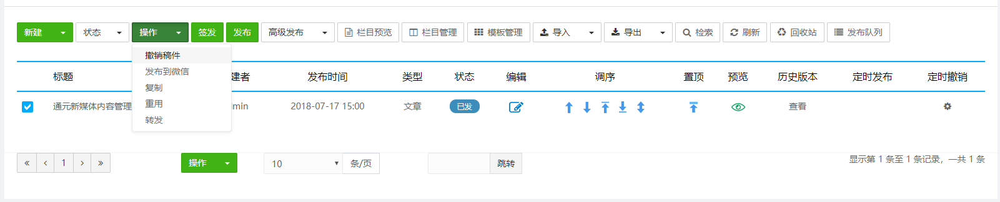 新建 状态 操作 签发 发布 高级发布 栏目预览 栏目管理 模板管理 导入 导出 检索 刷新 回收站 发布队列
撤销稿件
发布到微信
复制
重用
转发
标题 建者 发布时间 类型 状态 编辑 调序 置顶 预览 历史版本 定时发布 定时撤销
通元新媒体内容管理 min 2018-07-17 15:00 文章 已发 查看
« ‹ 1 › » 操作 10 条/页 跳转 显示第 1 条至 1 条记录，一共 1 条